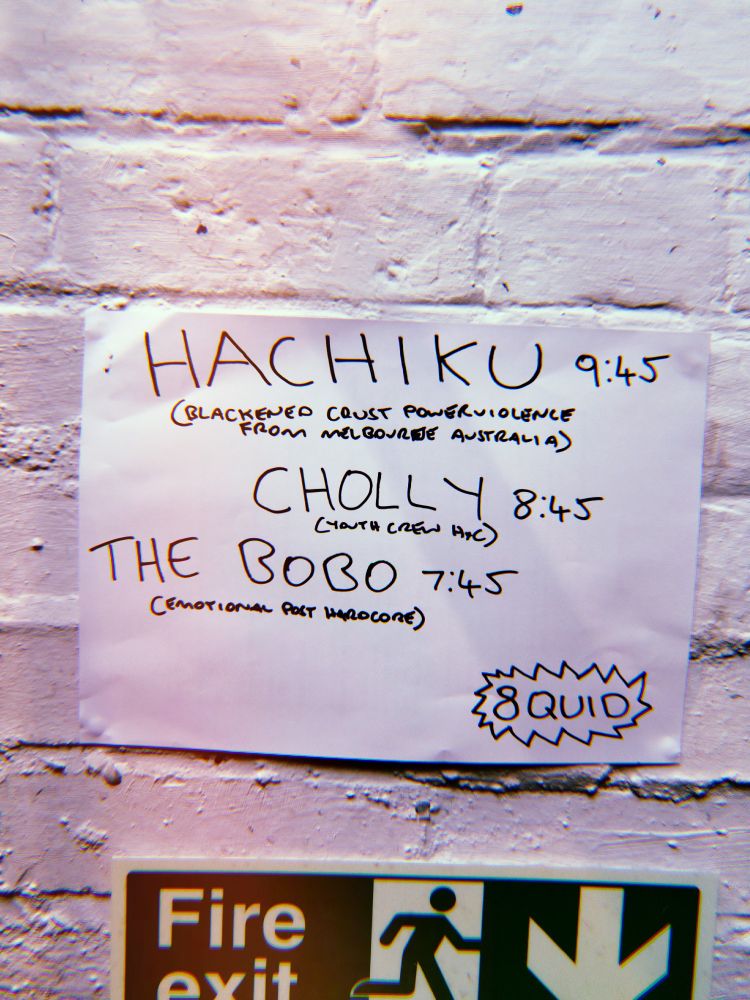 HACHIKU 9:45
(BLACKENED CRUST POWERVIOLENCE
FROM MELBOURNE AUSTRALIA)
CHOLLY 8:45
(YOUTH CREW HXC)
THE BOBO 7:45
(EMOTIONAL POST HARDCORE)
8 QUID
Fire
exit